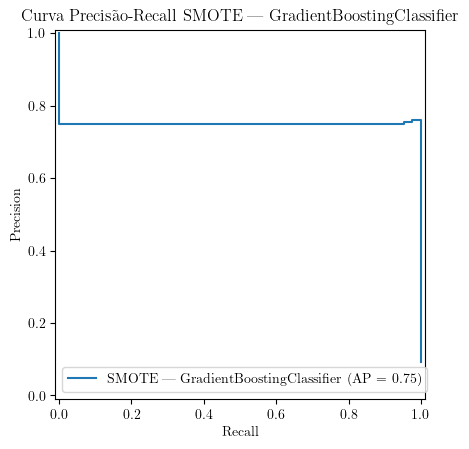 Curva Precisão-Recall SMOTE — GradientBoostingClassifier
1.0
0.8
0.6
0.4
0.2
0.0
Precision
SMOTE — GradientBoostingClassifier (AP = 0.75)
0.0 0.2 0.4 0.6 0.8 1.0
Recall